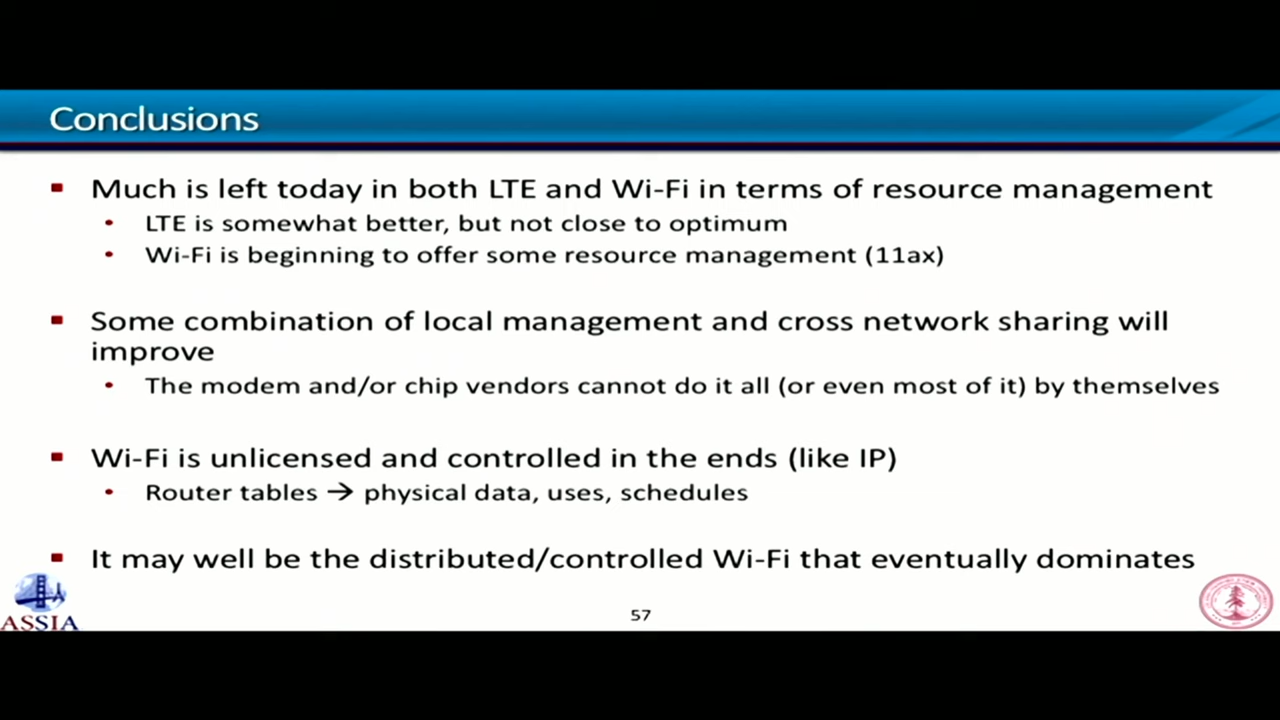 Conclusions
Much is left today in both LTE and Wi-Fi in terms of resource management
LTE is somewhat better, but not close to optimum
Wi-Fi is beginning to offer some resource management (11ax)
Some combination of local management and cross network sharing will
improve
The modem and/or chip vendors cannot do it all (or even most of it) by themselves
Wi-Fi is unlicensed and controlled in the ends (like IP)
Router tables → physical data, uses, schedules
It may well be the distributed/controlled Wi-Fi that eventually dominates
ASSIA
57